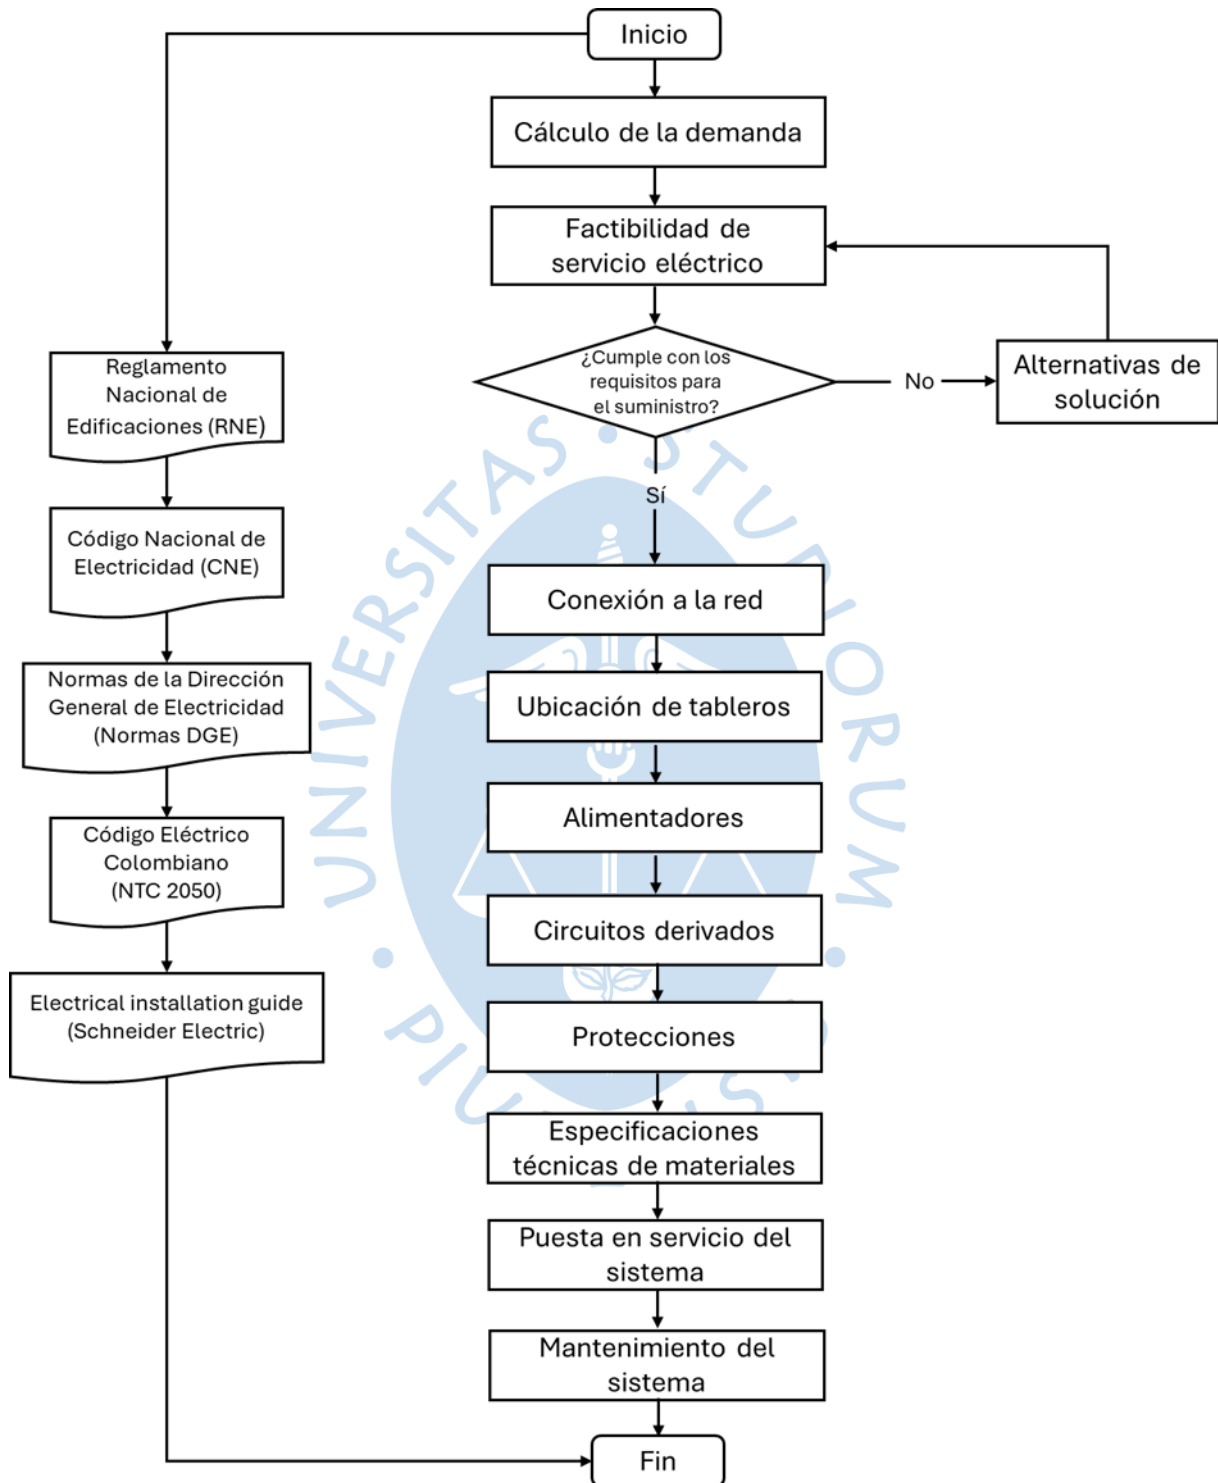 Inicio
Cálculo de la demanda
Factibilidad de
servicio eléctrico
¿Cumple con los
requisitos para
el suministro?
No
Alternativas de
solución
Sí
Conexión a la red
Ubicación de tableros
Alimentadores
Circuitos derivados
Protecciones
Especificaciones
técnicas de materiales
Puesta en servicio del
sistema
Mantenimiento del
sistema
Fin
Reglamento
Nacional de
Edificaciones (RNE)
Código Nacional de
Electricidad (CNE)
Normas de la Dirección
General de Electricidad
(Normas DGE)
Código Eléctrico
Colombiano
(NTC 2050)
Electrical installation guide
(Schneider Electric)
UNIVERSITAS · STUDIORUM